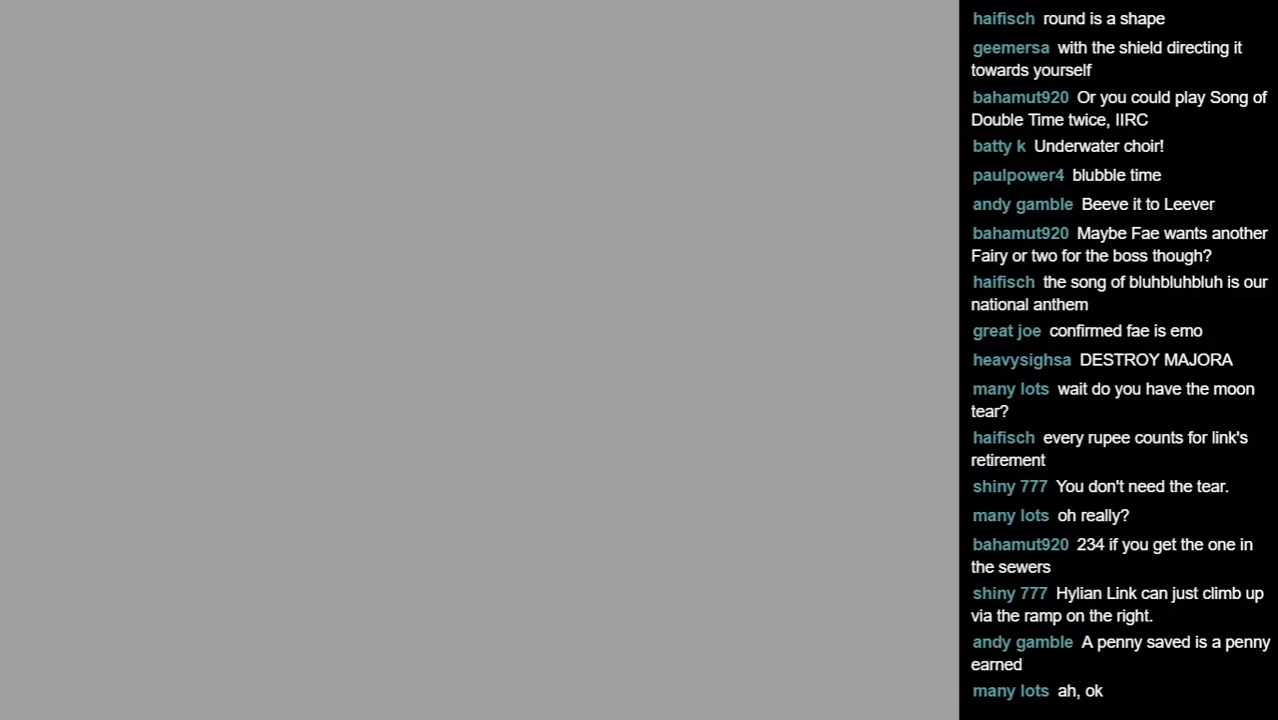 haifisch round is a shape
geemersa with the shield directing it
towards yourself
bahamut920 Or you could play Song of
Double Time twice, IIRC
batty k Underwater choir!
paulpower4 blubble time
andy gamble Beeve it to Leever
bahamut920 Maybe Fae wants another
Fairy or two for the boss though?
haifisch the song of bluhbluhbluh is our
national anthem
great joe confirmed fae is emo
heavysighsa DESTROY MAJORA
many lots wait do you have the moon
tear?
haifisch every rupee counts for link's
retirement
shiny 777 You don't need the tear.
many lots oh really?
bahamut920 234 if you get the one in
the sewers
shiny 777 Hylian Link can just climb up
via the ramp on the right.
andy gamble A penny saved is a penny
earned
many lots ah, ok